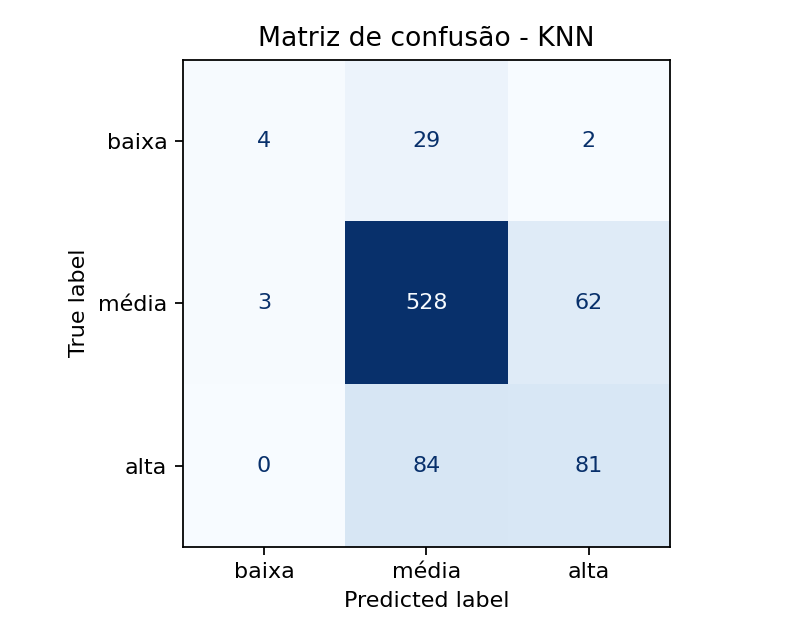 Matriz de confusão - KNN
True label
baixa 4 29 2
média 3 528 62
alta 0 84 81
baixa média alta
Predicted label